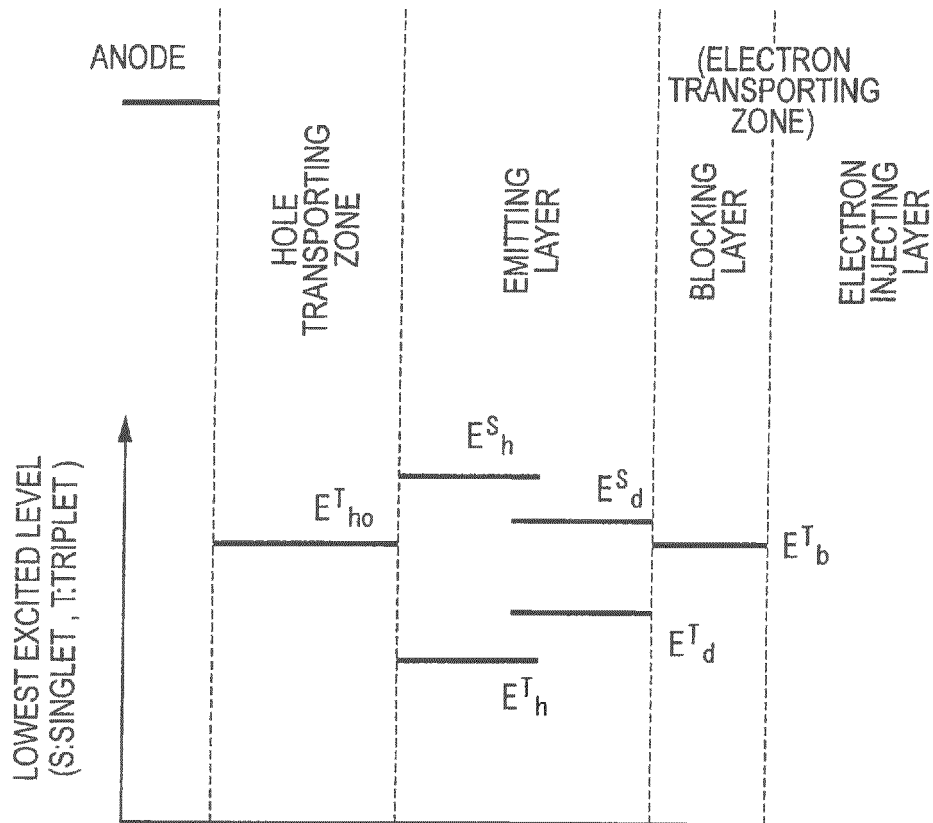 ANODE
(ELECTRON
TRANSPORTING
ZONE)
HOLE
TRANSPORTING
ZONE
EMITTING
LAYER
BLOCKING
LAYER
ELECTRON
INJECTING
LAYER
LOWEST EXCITED LEVEL
(S:SINGLET , T:TRIPLET )
E^S_h
E^S_d
E^T_ho
E^T_b
E^T_d
E^T_h